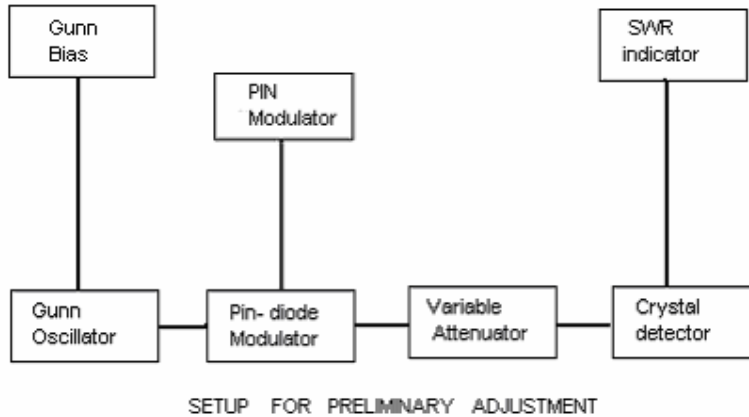 Gunn
Bias
SWR
indicator
PIN
Modulator
Gunn
Oscillator
Pin- diode
Modulator
Variable
Attenuator
Crystal
detector
SETUP FOR PRELIMINARY ADJUSTMENT